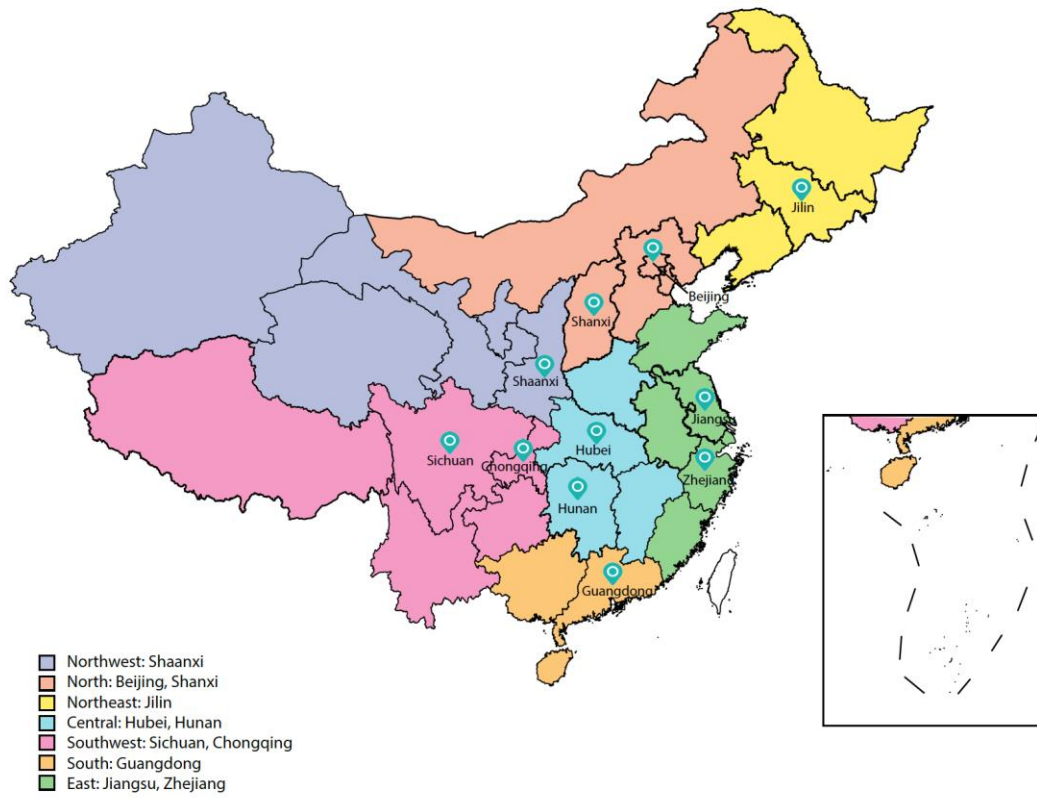 Jilin
Beijing
Shanxi
Shaanxi
Jiangsu
Hubei
Sichuan
Chongqing
Zhejiang
Hunan
Guangdong
Northwest: Shaanxi
North: Beijing, Shanxi
Northeast: Jilin
Central: Hubei, Hunan
Southwest: Sichuan, Chongqing
South: Guangdong
East: Jiangsu, Zhejiang